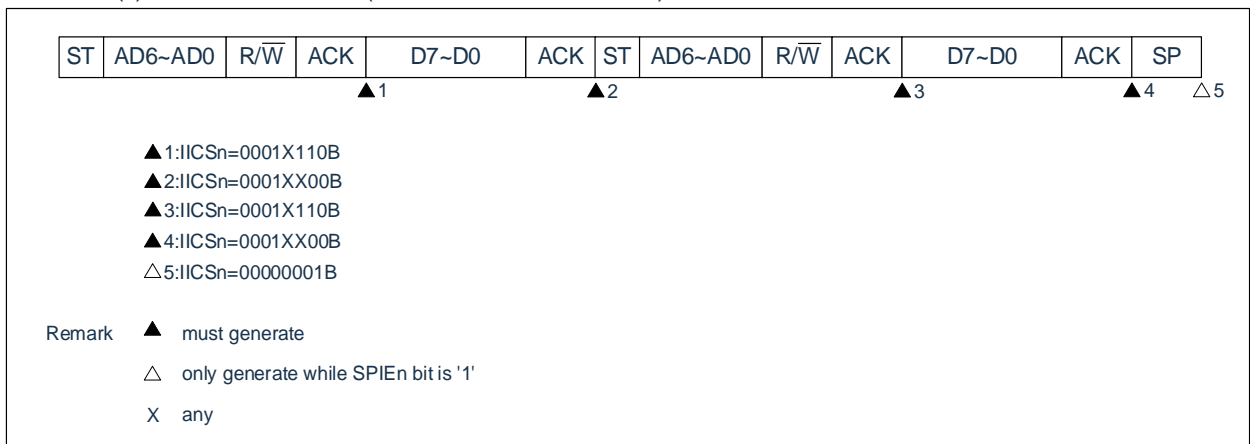 ST AD6~AD0 R/W̅ ACK D7~D0 ACK ST AD6~AD0 R/W̅ ACK D7~D0 ACK SP
▲1 ▲2 ▲3 ▲4 △5
▲1:IICSn=0001X110B
▲2:IICSn=0001XX00B
▲3:IICSn=0001X110B
▲4:IICSn=0001XX00B
△5:IICSn=00000001B
Remark ▲ must generate
△ only generate while SPIEn bit is '1'
X any